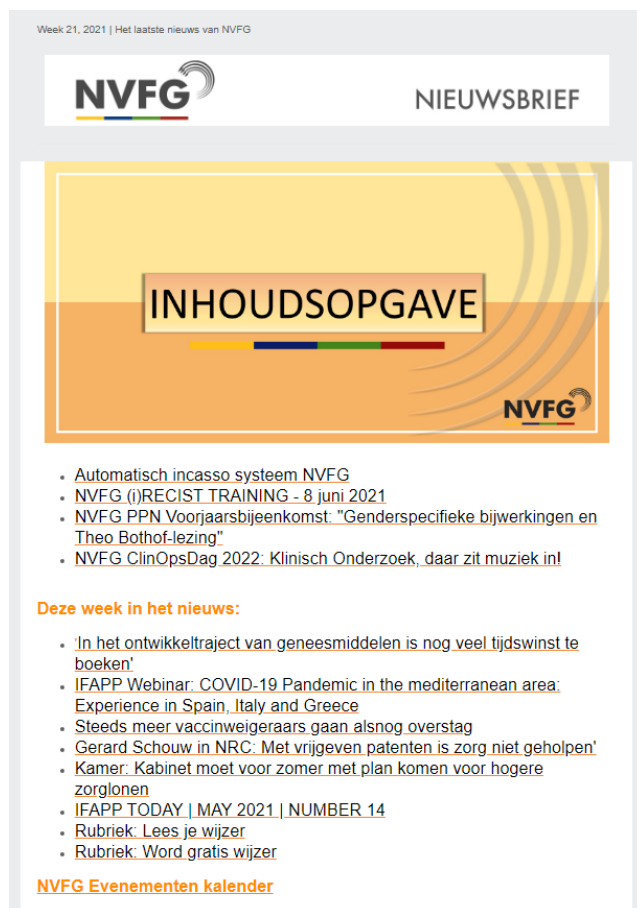 Week 21, 2021 | Het laatste nieuws van NVFG
NVFG
NIEUWSBRIEF
INHOUDSOPGAVE
NVFG
Automatisch incasso systeem NVFG
NVFG (i)RECIST TRAINING - 8 juni 2021
NVFG PPN Voorjaarsbijeenkomst: "Genderspecifieke bijwerkingen en
Theo Bothof-lezing"
NVFG ClinOpsDag 2022: Klinisch Onderzoek, daar zit muziek in!
Deze week in het nieuws:
'In het ontwikkeltraject van geneesmiddelen is nog veel tijdswinst te
boeken'
IFAPP Webinar: COVID-19 Pandemic in the mediterranean area:
Experience in Spain, Italy and Greece
Steeds meer vaccinweigeraars gaan alsnog overstag
Gerard Schouw in NRC: Met vrijgeven patenten is zorg niet geholpen'
Kamer: Kabinet moet voor zomer met plan komen voor hogere
zorglonen
IFAPP TODAY | MAY 2021 | NUMBER 14
Rubriek: Lees je wijzer
Rubriek: Word gratis wijzer
NVFG Evenementen kalender